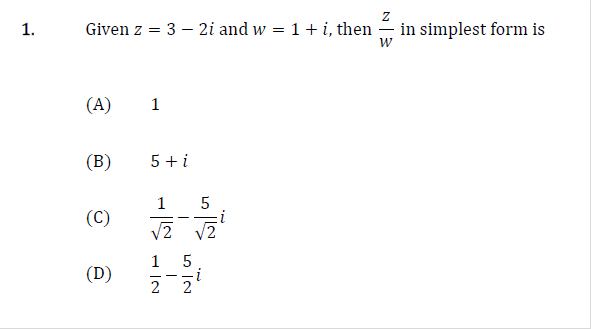 1. Given z = 3 − 2i and w = 1 + i, then z/w in simplest form is
(A) 1
(B) 5 + i
(C) 1/√2 − 5/√2 i
(D) 1/2 − 5/2 i